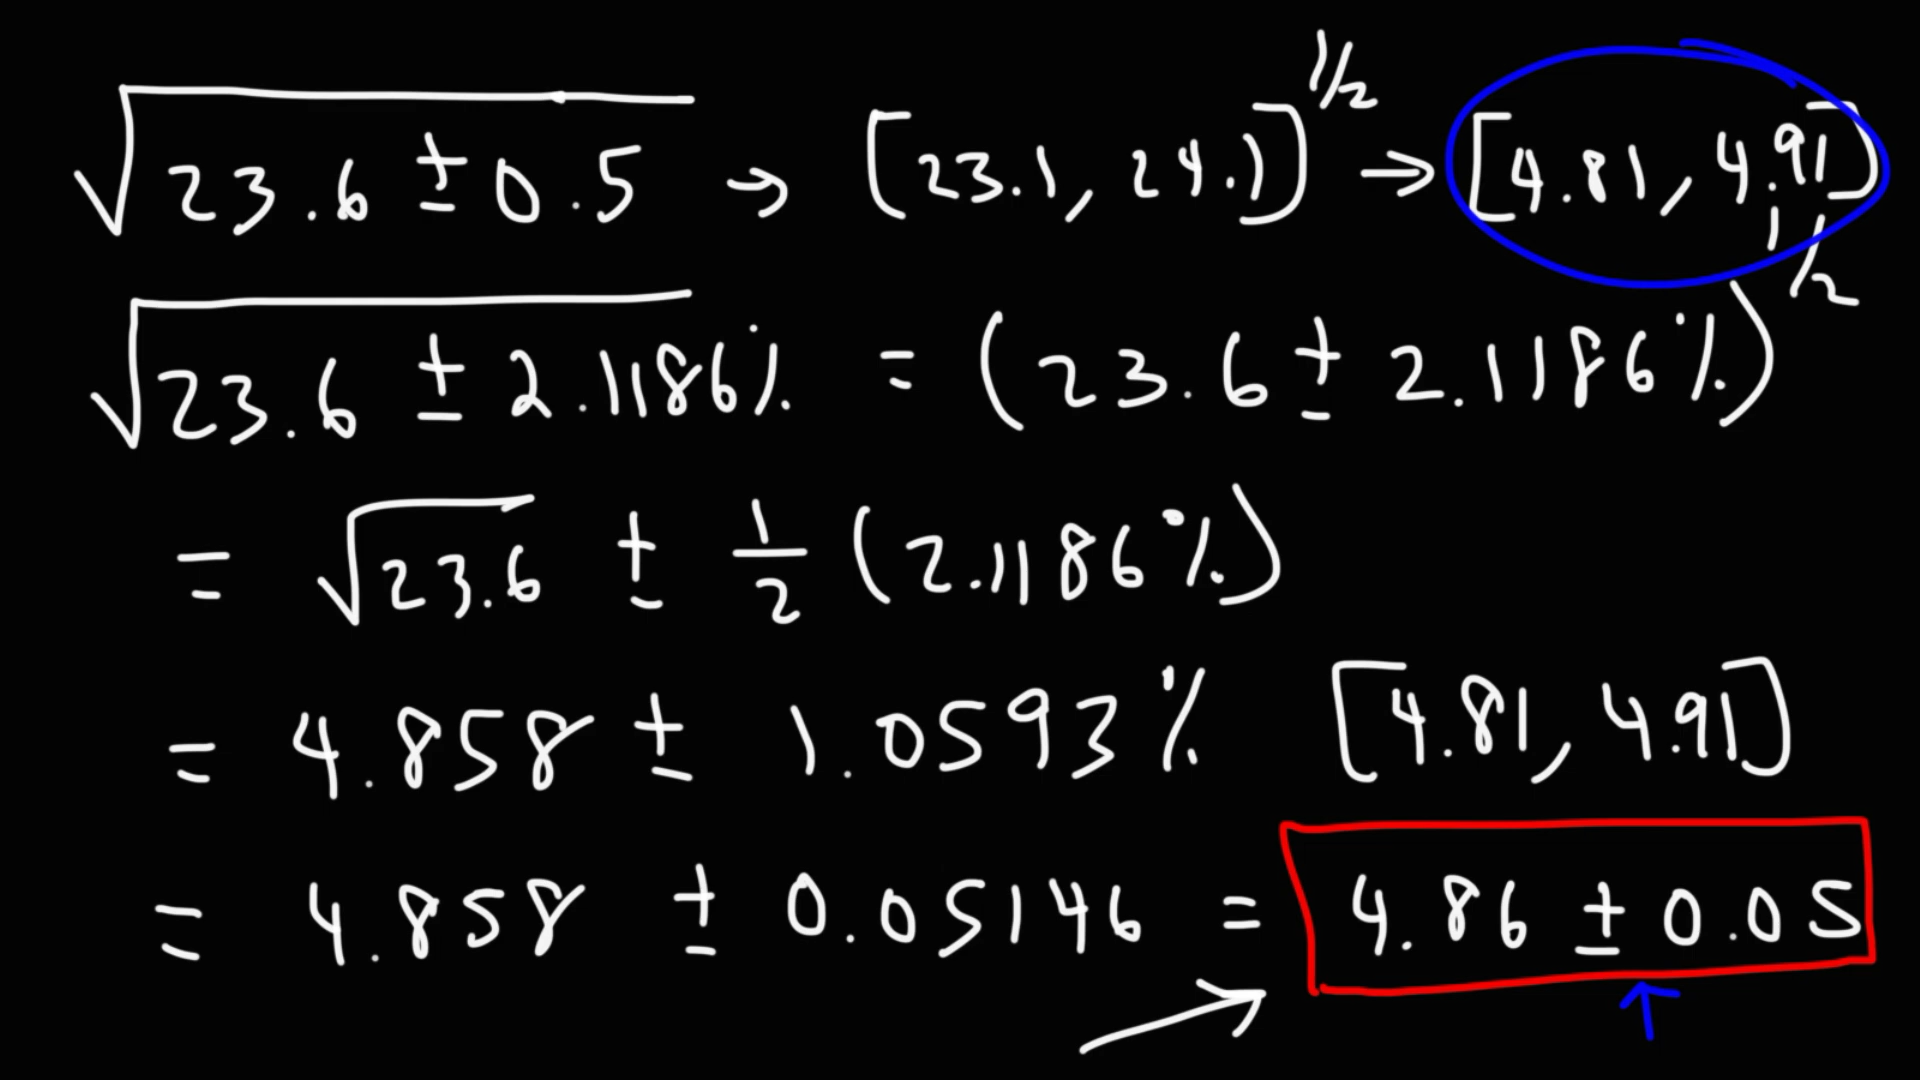 √(23.6 ± 0.5) → [23.1, 24.1]^1/2 → [4.81, 4.91]
√(23.6 ± 2.1186%) = (23.6 ± 2.1186%)^1/2
= √23.6 ± 1/2 (2.1186%)
= 4.858 ± 1.0593% [4.81, 4.91]
= 4.858 ± 0.05146 = 4.86 ± 0.05